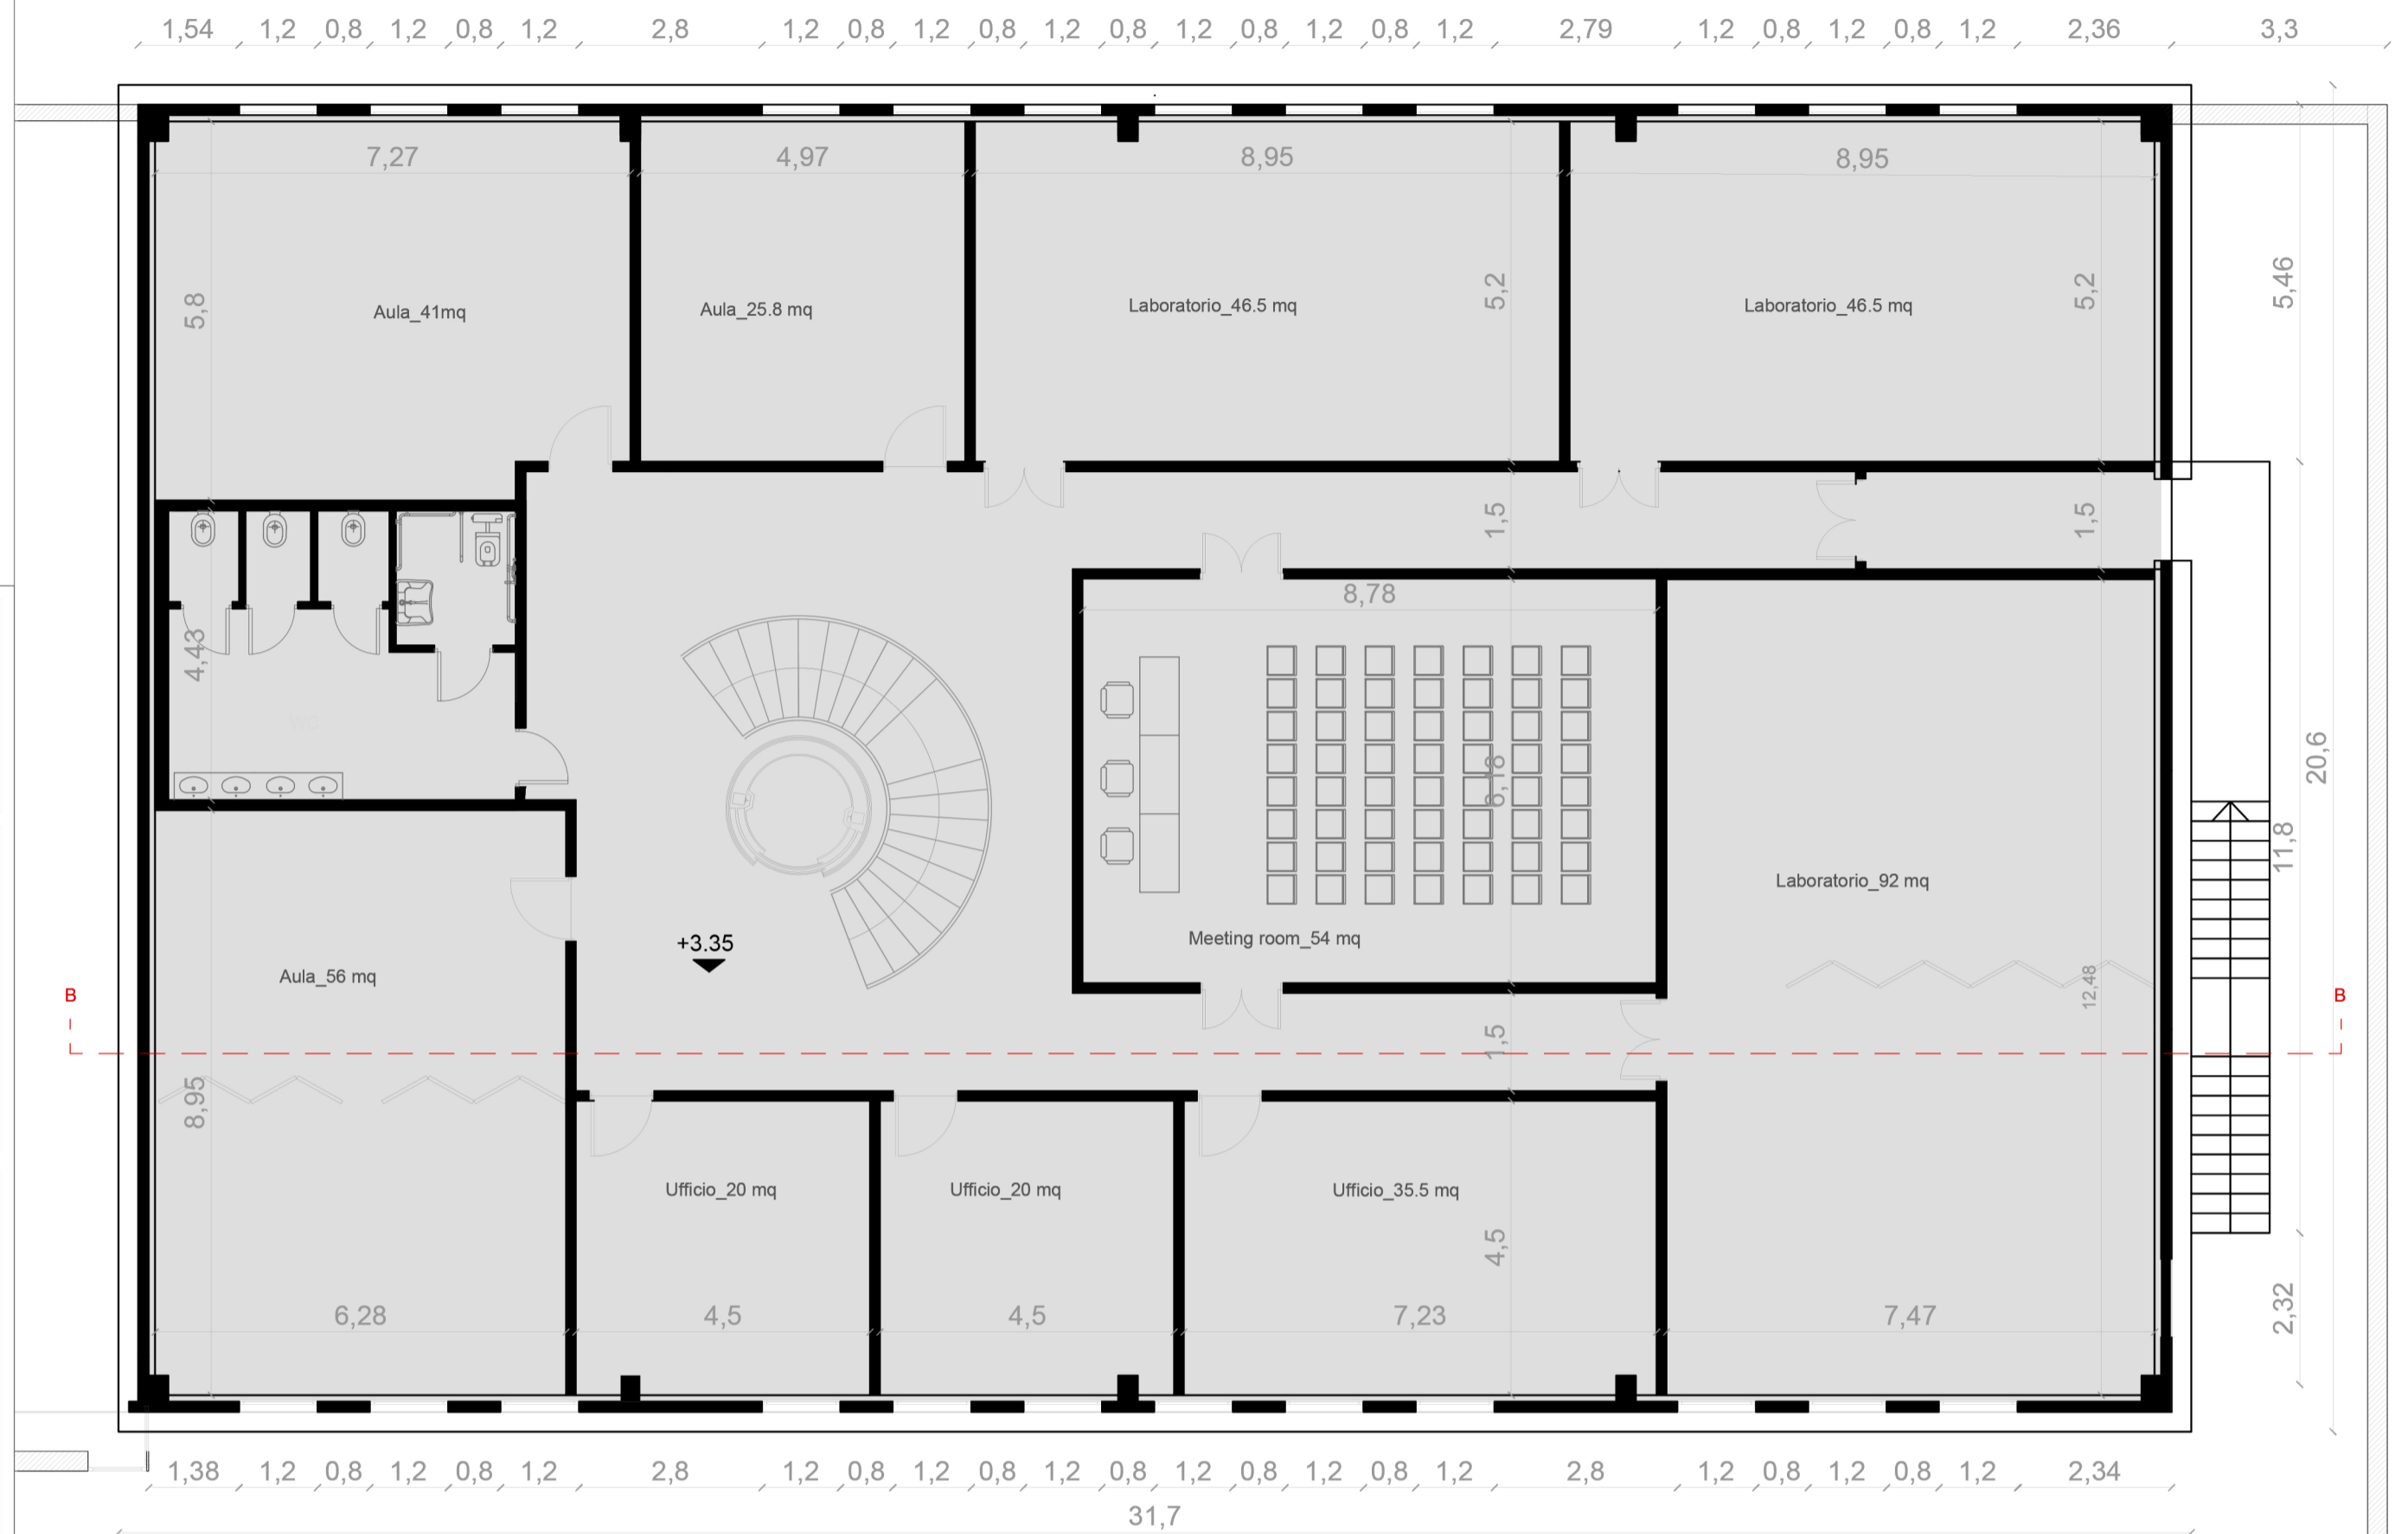 1,54 1,2 0,8 1,2 0,8 1,2 2,8 1,2 0,8 1,2 0,8 1,2 0,8 1,2 0,8 1,2 0,8 1,2 2,79 1,2 0,8 1,2 0,8 1,2 2,36 3,3
7,27 4,97 8,95 8,95
5,8 5,2 5,2 5,46
Aula_41mq Aula_25.8 mq Laboratorio_46.5 mq Laboratorio_46.5 mq
1,5 1,5
8,78
4,43
WC
6,18
20,6
11,8
Laboratorio_92 mq
Meeting room_54 mq
+3.35
Aula_56 mq
12,48
B B
1,5
8,95
Ufficio_20 mq Ufficio_20 mq Ufficio_35.5 mq
4,5
2,32
6,28 4,5 4,5 7,23 7,47
1,38 1,2 0,8 1,2 0,8 1,2 2,8 1,2 0,8 1,2 0,8 1,2 0,8 1,2 0,8 1,2 0,8 1,2 2,8 1,2 0,8 1,2 0,8 1,2 2,34
31,7